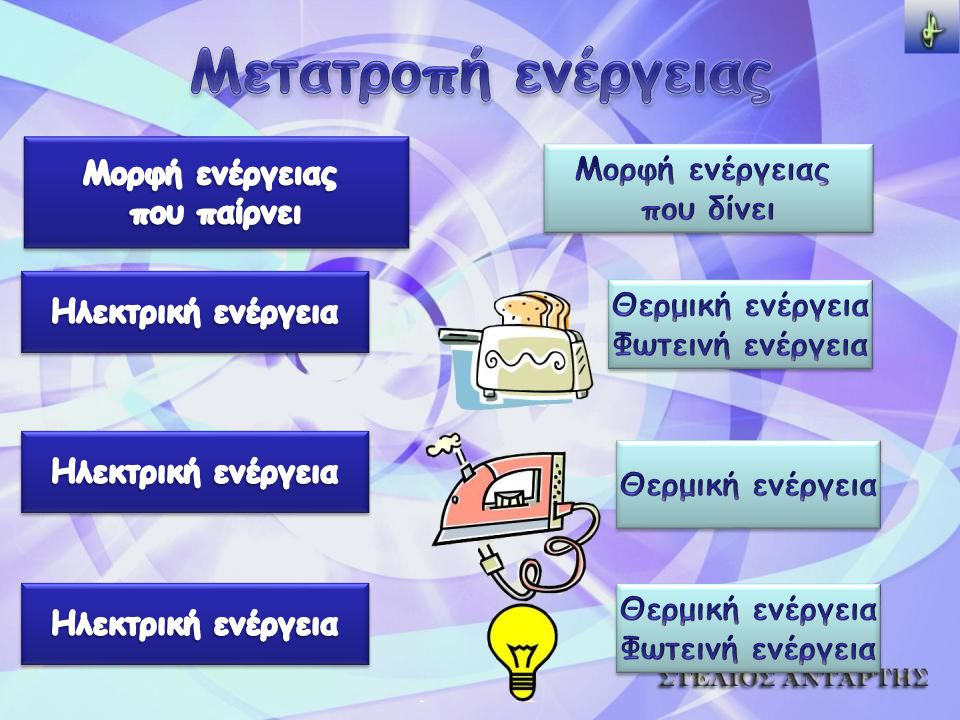 Μετατροπή ενέργειας
Μορφή ενέργειας
που παίρνει
Μορφή ενέργειας
που δίνει
Ηλεκτρική ενέργεια
Θερμική ενέργεια
Φωτεινή ενέργεια
Ηλεκτρική ενέργεια
Θερμική ενέργεια
Ηλεκτρική ενέργεια
Θερμική ενέργεια
Φωτεινή ενέργεια
ΣΤΕΛΙΟΣ ΑΝΤΑΡΤΗΣ